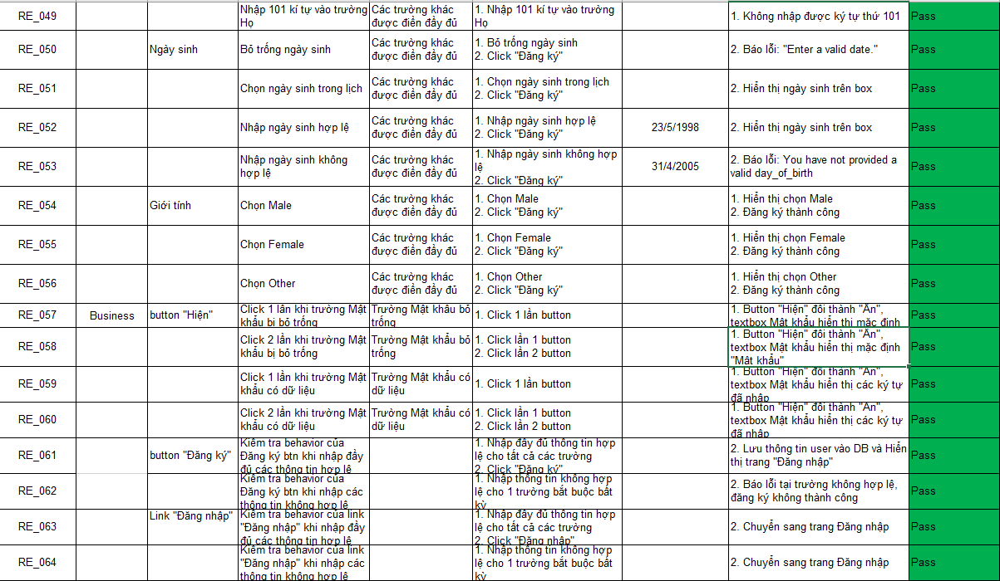 RE_049
Nhập 101 kí tự vào trường
Họ
Các trường khác
được điền đầy đủ
1. Nhập 101 kí tự vào trường
Họ
1. Không nhập được ký tự thứ 101
Pass
RE_050
Ngày sinh
Bỏ trống ngày sinh
Các trường khác
được điền đầy đủ
1. Bỏ trống ngày sinh
2. Click "Đăng ký"
2. Báo lỗi: "Enter a valid date."
Pass
RE_051
Chọn ngày sinh trong lịch
Các trường khác
được điền đầy đủ
1. Chọn ngày sinh trong lịch
2. Click "Đăng ký"
2. Hiển thị ngày sinh trên box
Pass
RE_052
Nhập ngày sinh hợp lệ
Các trường khác
được điền đầy đủ
1. Nhập ngày sinh hợp lệ
2. Click "Đăng ký"
23/5/1998
2. Hiển thị ngày sinh trên box
Pass
RE_053
Nhập ngày sinh không
hợp lệ
Các trường khác
được điền đầy đủ
1. Nhập ngày sinh không hợp
lệ
2. Click "Đăng ký"
31/4/2005
2. Báo lỗi: You have not provided a
valid day_of_birth
Pass
RE_054
Giới tính
Chọn Male
Các trường khác
được điền đầy đủ
1. Chọn Male
2. Click "Đăng ký"
1. Hiển thị chọn Male
2. Đăng ký thành công
Pass
RE_055
Chọn Female
Các trường khác
được điền đầy đủ
1. Chọn Female
2. Click "Đăng ký"
1. Hiển thị chọn Female
2. Đăng ký thành công
Pass
RE_056
Chọn Other
Các trường khác
được điền đầy đủ
1. Chọn Other
2. Click "Đăng ký"
1. Hiển thị chọn Other
2. Đăng ký thành công
Pass
RE_057
Business
button "Hiện"
Click 1 lần khi trường Mật
khẩu bị bỏ trống
Trường Mật khẩu bỏ
trống
1. Click 1 lần button
1. Button "Hiện" đổi thành "Ẩn",
textbox Mật khẩu hiển thị mặc định
Pass
RE_058
Click 2 lần khi trường Mật
khẩu bị bỏ trống
Trường Mật khẩu bỏ
trống
1. Click lần 1 button
2. Click lần 2 button
1. Button "Hiện" đổi thành "Ẩn",
textbox Mật khẩu hiển thị mặc định
"Mật khẩu"
Pass
RE_059
Click 1 lần khi trường Mật
khẩu có dữ liệu
Trường Mật khẩu có
dữ liệu
1. Click 1 lần button
1. Button "Hiện" đổi thành "Ẩn",
textbox Mật khẩu hiển thị các ký tự
đã nhập
Pass
RE_060
Click 2 lần khi trường Mật
khẩu có dữ liệu
Trường Mật khẩu có
dữ liệu
1. Click lần 1 button
2. Click lần 2 button
1. Button "Hiện" đổi thành "Ẩn",
textbox Mật khẩu hiển thị các ký tự
đã nhập
Pass
RE_061
button "Đăng ký"
Kiểm tra behavior của
Đăng ký btn khi nhập đầy
đủ các thông tin hợp lệ
1. Nhập đầy đủ thông tin hợp
lệ cho tất cả các trường
2. Click "Đăng ký"
2. Lưu thông tin user vào DB và Hiển
thị trang "Đăng nhập"
Pass
RE_062
Kiểm tra behavior của
Đăng ký btn khi nhập các
thông tin không hợp lệ
1. Nhập thông tin không hợp
lệ cho 1 trường bắt buộc bất
kỳ
2. Báo lỗi tại trường không hợp lệ,
đăng ký không thành công
Pass
RE_063
Link "Đăng nhập"
Kiểm tra behavior của link
"Đăng nhập" khi nhập đầy
đủ các thông tin hợp lệ
1. Nhập đầy đủ thông tin hợp
lệ cho tất cả các trường
2. Click "Đăng nhập"
2. Chuyển sang trang Đăng nhập
Pass
RE_064
Kiểm tra behavior của link
"Đăng nhập" khi nhập các
thông tin không hợp lệ
1. Nhập thông tin không hợp
lệ cho 1 trường bắt buộc bất
kỳ
2. Chuyển sang trang Đăng nhập
Pass